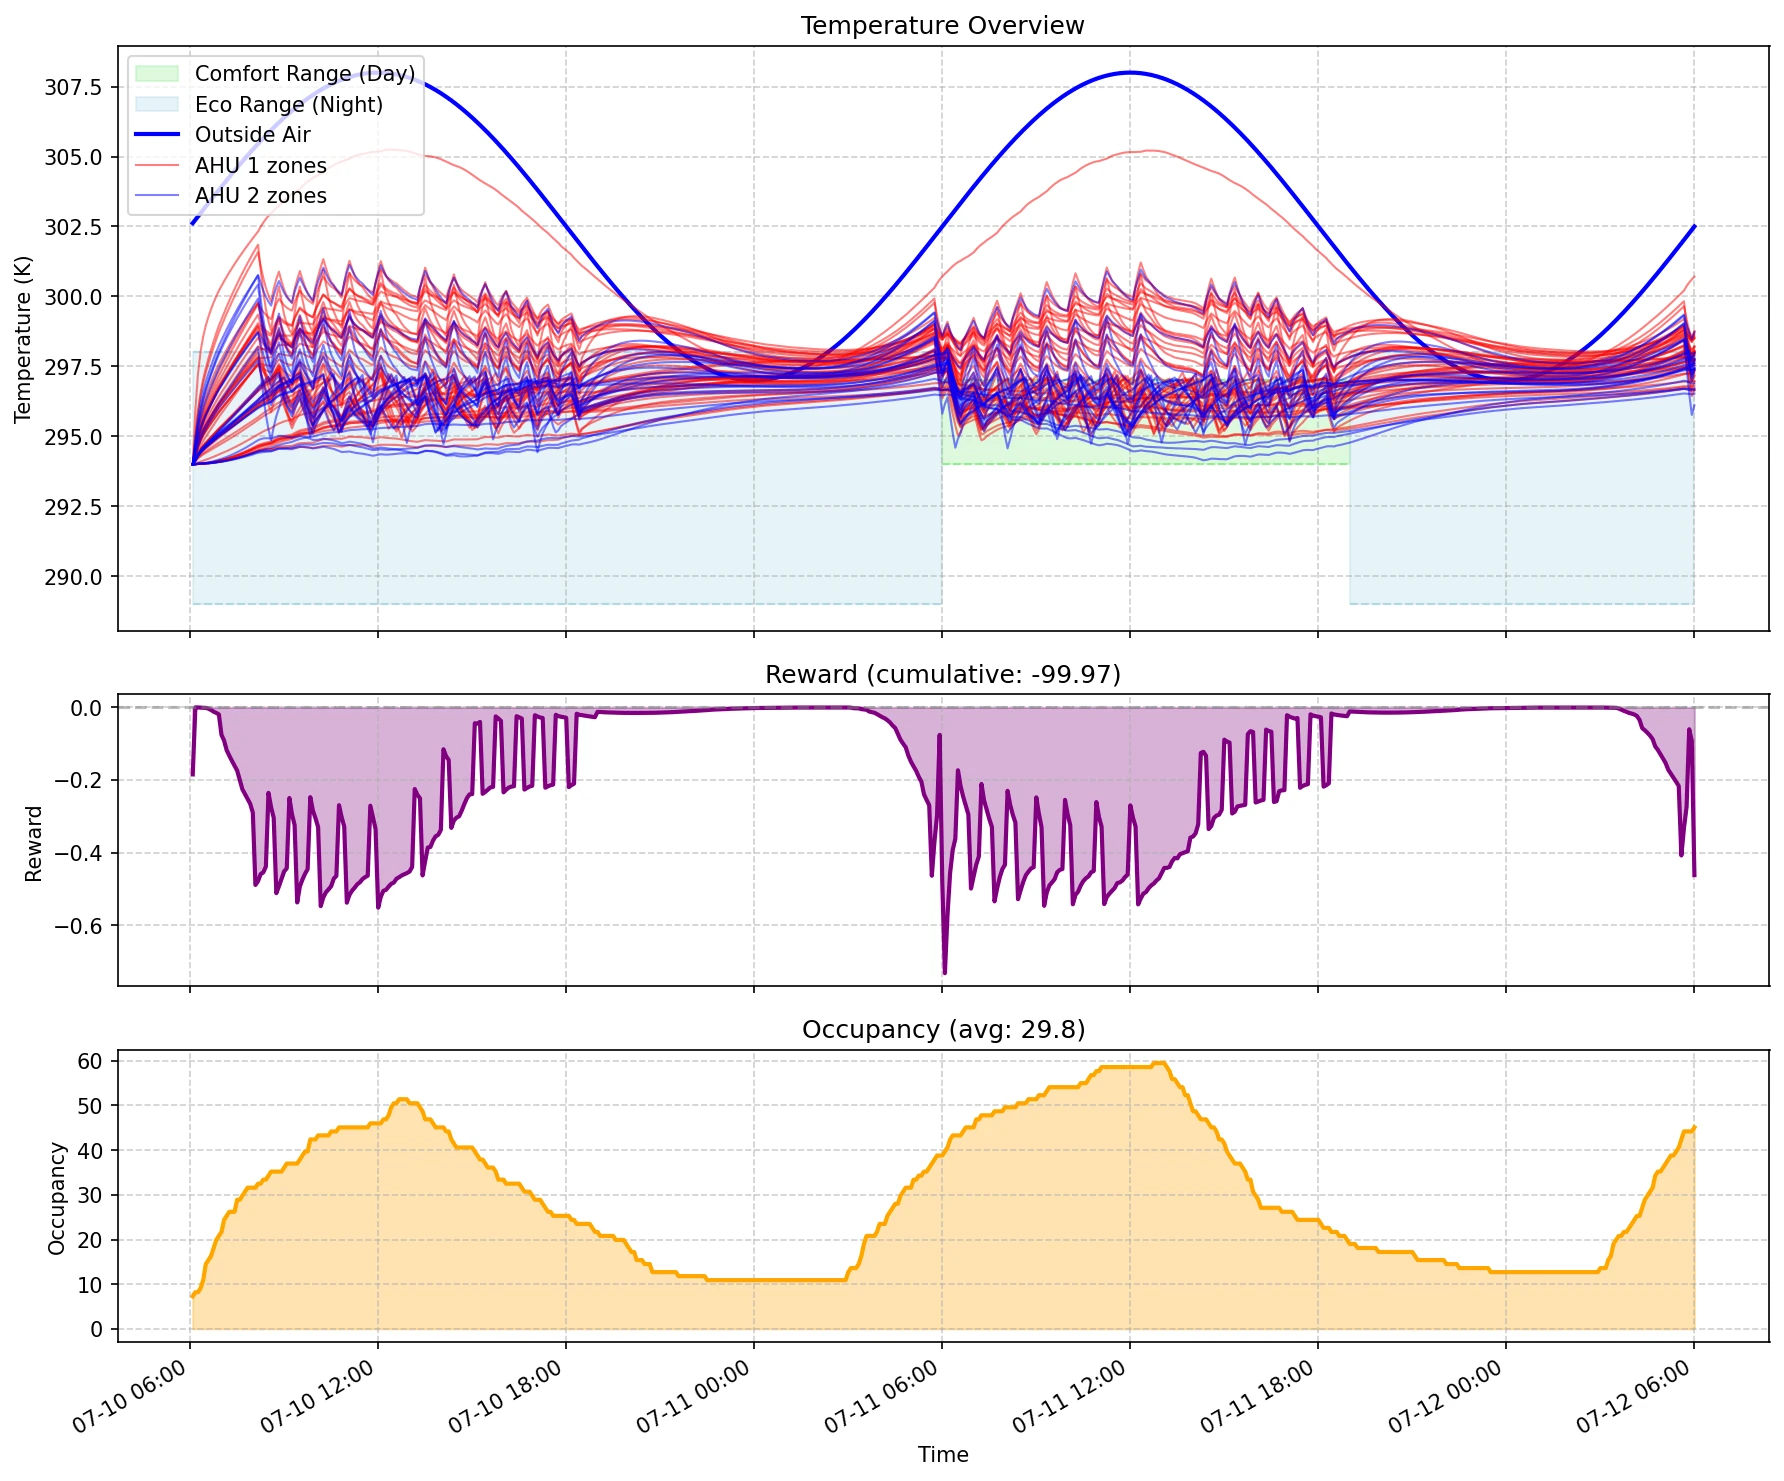 Temperature Overview
Comfort Range (Day)
Eco Range (Night)
Outside Air
AHU 1 zones
AHU 2 zones
Temperature (K)
307.5
305.0
302.5
300.0
297.5
295.0
292.5
290.0
Reward (cumulative: -99.97)
Reward
0.0
−0.2
−0.4
−0.6
Occupancy (avg: 29.8)
Occupancy
60
50
40
30
20
10
0
07-10 06:00
07-10 12:00
07-10 18:00
07-11 00:00
07-11 06:00
07-11 12:00
07-11 18:00
07-12 00:00
07-12 06:00
Time